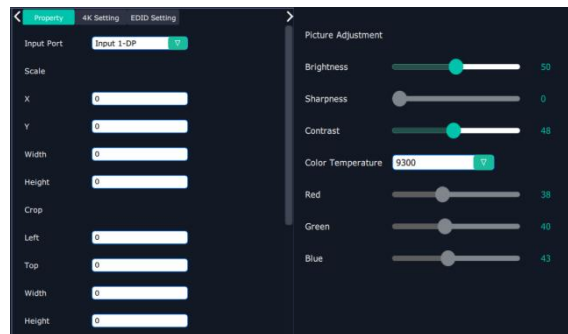 Property 4K Setting EDID Setting
Input Port Input 1-DP
Scale
X 0
Y 0
Width 0
Height 0
Crop
Left 0
Top 0
Width 0
Height 0
Picture Adjustment
Brightness 50
Sharpness 0
Contrast 48
Color Temperature 9300
Red 38
Green 40
Blue 43